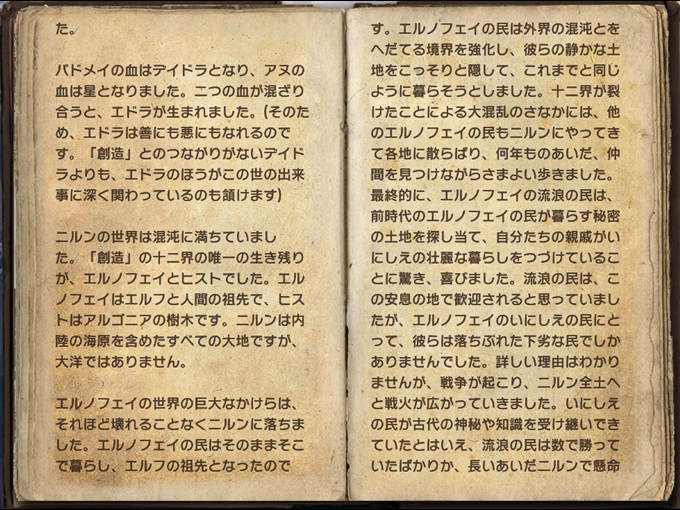 た。
パドメイの血はデイドラとなり、アヌの
血は星となりました。二つの血が混ざり
合うと、エドラが生まれました。(そのた
め、エドラは善にも悪にもなれるので
す。「創造」とのつながりがないデイド
ラよりも、エドラのほうがこの世の出来
事に深く関わっているのも頷けます)
ニルンの世界は混沌に満ちていまし
た。「創造」の十二界の唯一の生き残り
が、エルノフェイとヒストでした。エル
ノフェイはエルフと人間の祖先で、ヒス
トはアルゴニアの樹木です。ニルンは内
陸の海原を含めたすべての大地ですが、
大洋ではありません。
エルノフェイの世界の巨大なかけらは、
それほど壊れることなくニルンに落ちま
した。エルノフェイの民はそのままそこ
で暮らし、エルフの祖先となったので
す。エルノフェイの民は外界の混沌とを
へだてる境界を強化し、彼らの静かな土
地をこっそりと隠して、これまでと同じ
ように暮らそうとしました。十二界が裂
けたことによる大混乱のさなかには、他
のエルノフェイの民もニルンにやってき
て各地に散らばり、何年ものあいだ、仲
間を見つけながらさまよい歩きました。
最終的に、エルノフェイの流浪の民は、
前時代のエルノフェイの民が暮らす秘密
の土地を探し当て、自分たちの親戚がい
にしえの壮麗な暮らしをつづけているこ
とに驚き、喜びました。流浪の民は、こ
の安息の地で歓迎されると思っていまし
たが、エルノフェイのいにしえの民にと
って、彼らは落ちぶれた下劣な民でしか
ありませんでした。詳しい理由はわかり
ませんが、戦争が起こり、ニルン全土へ
と戦火が広がっていきました。いにしえ
の民が古代の神秘や知識を受け継いでき
ていたとはいえ、流浪の民は数で勝って
いたばかりか、長いあいだニルンで懸命